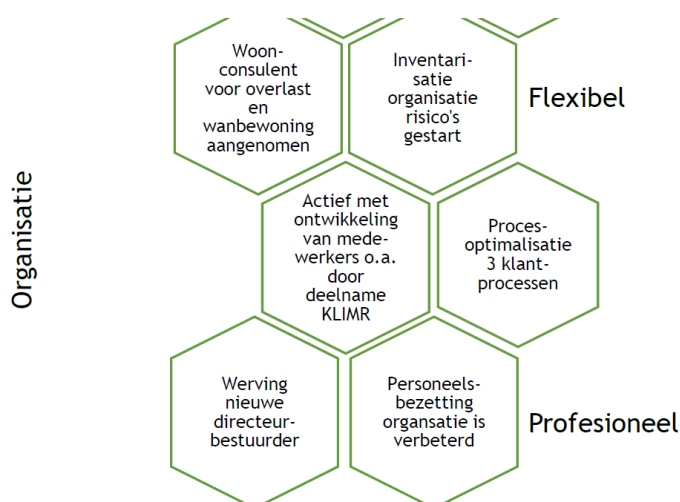 Woon-
consulent
voor overlast
en
wanbewoning
aangenomen
Inventari-
satie
organisatie
risico's
gestart
Flexibel
Organisatie
Actief met
ontwikkeling
van mede-
werkers o.a.
door
deelname
KLIMR
Proces-
optimalisatie
3 klant-
processen
Werving
nieuwe
directeur-
bestuurder
Personeels-
bezetting
organsatie is
verbeterd
Profesioneel